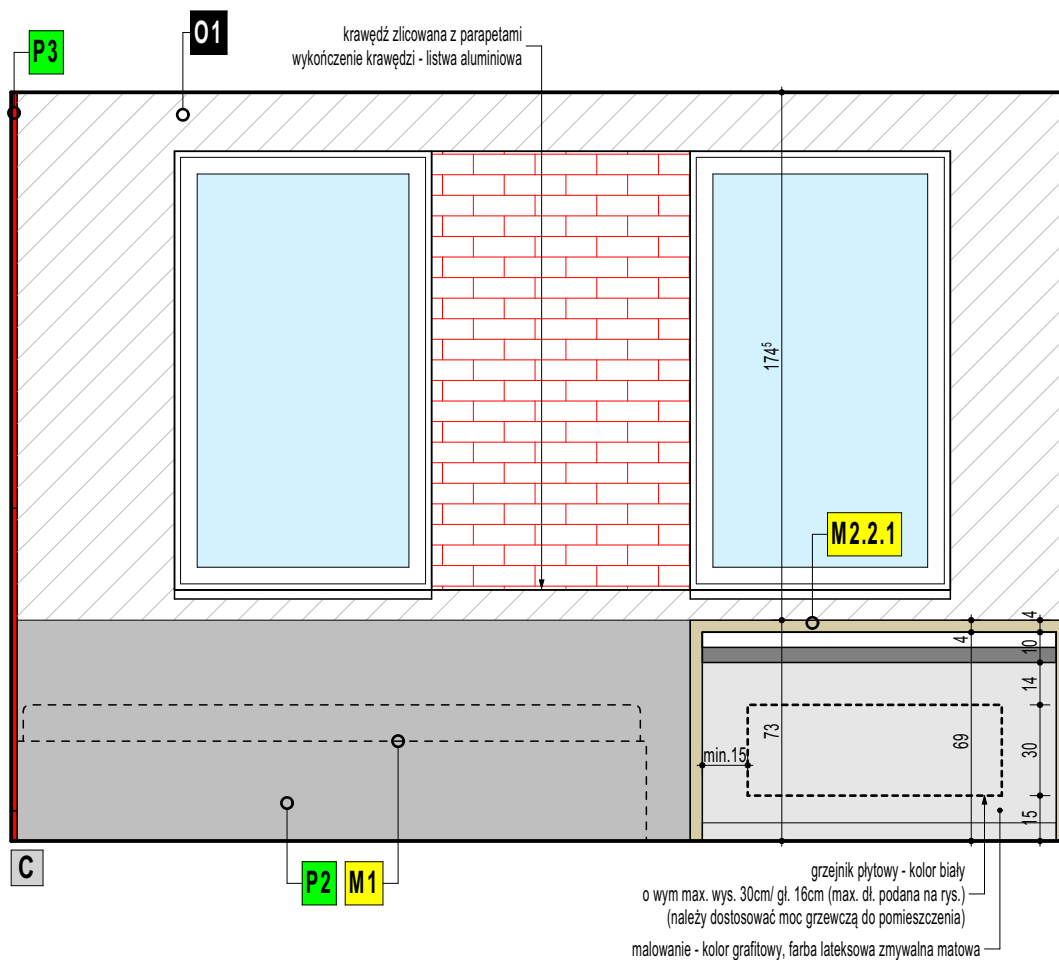 P3
O1
krawędź zlicowana z parapetami
wykończenie krawędzi - listwa aluminiowa
174⁵
M2.2.1
4
4
10
14
73
69
30
min.15
15
C
P2
M1
grzejnik płytowy - kolor biały
o wym max. wys. 30cm/ gł. 16cm (max. dł. podana na rys.)
(należy dostosować moc grzewczą do pomieszczenia)
malowanie - kolor grafitowy, farba lateksowa zmywalna matowa